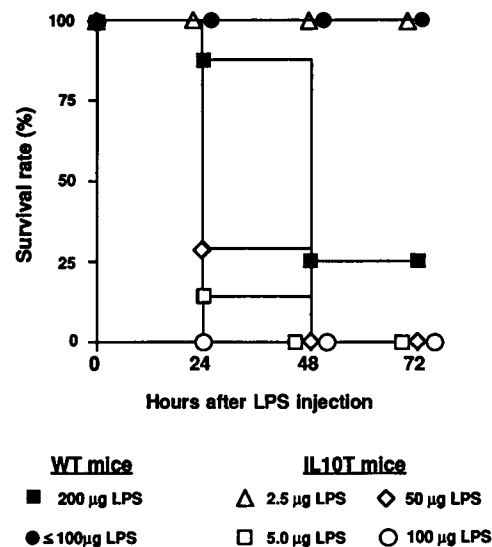 100
75
50
25
0
Survival rate (%)
0 24 48 72
Hours after LPS injection
WT mice
200 µg LPS
≤100µg LPS
IL10T mice
2.5 µg LPS
50 µg LPS
5.0 µg LPS
100 µg LPS